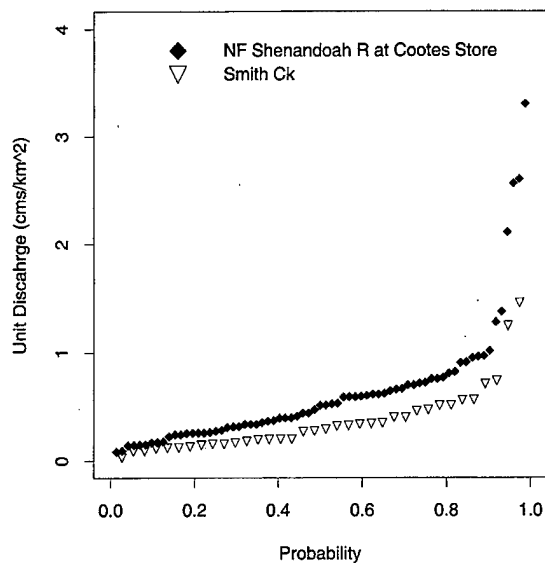 NF Shenandoah R at Cootes Store
Smith Ck
Unit Discahrge (cms/km^2)
4
3
2
1
0
0.0 0.2 0.4 0.6 0.8 1.0
Probability